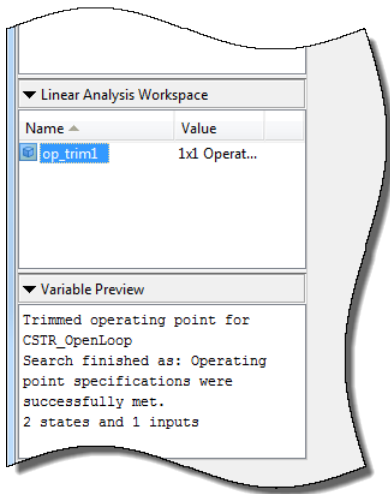 Linear Analysis Workspace
Name Value
op_trim1 1x1 Operat...
Variable Preview
Trimmed operating point for
CSTR_OpenLoop
Search finished as: Operating
point specifications were
successfully met.
2 states and 1 inputs